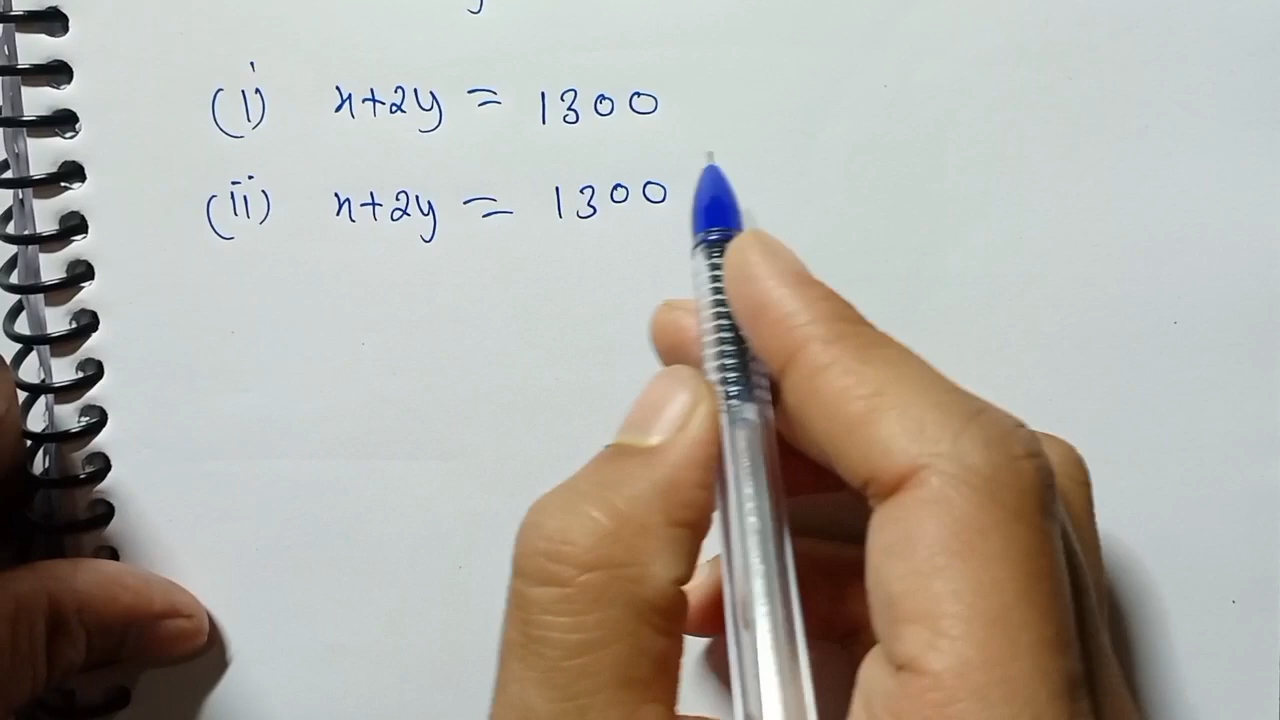 (i) x+2y = 1300
(ii) x+2y = 1300